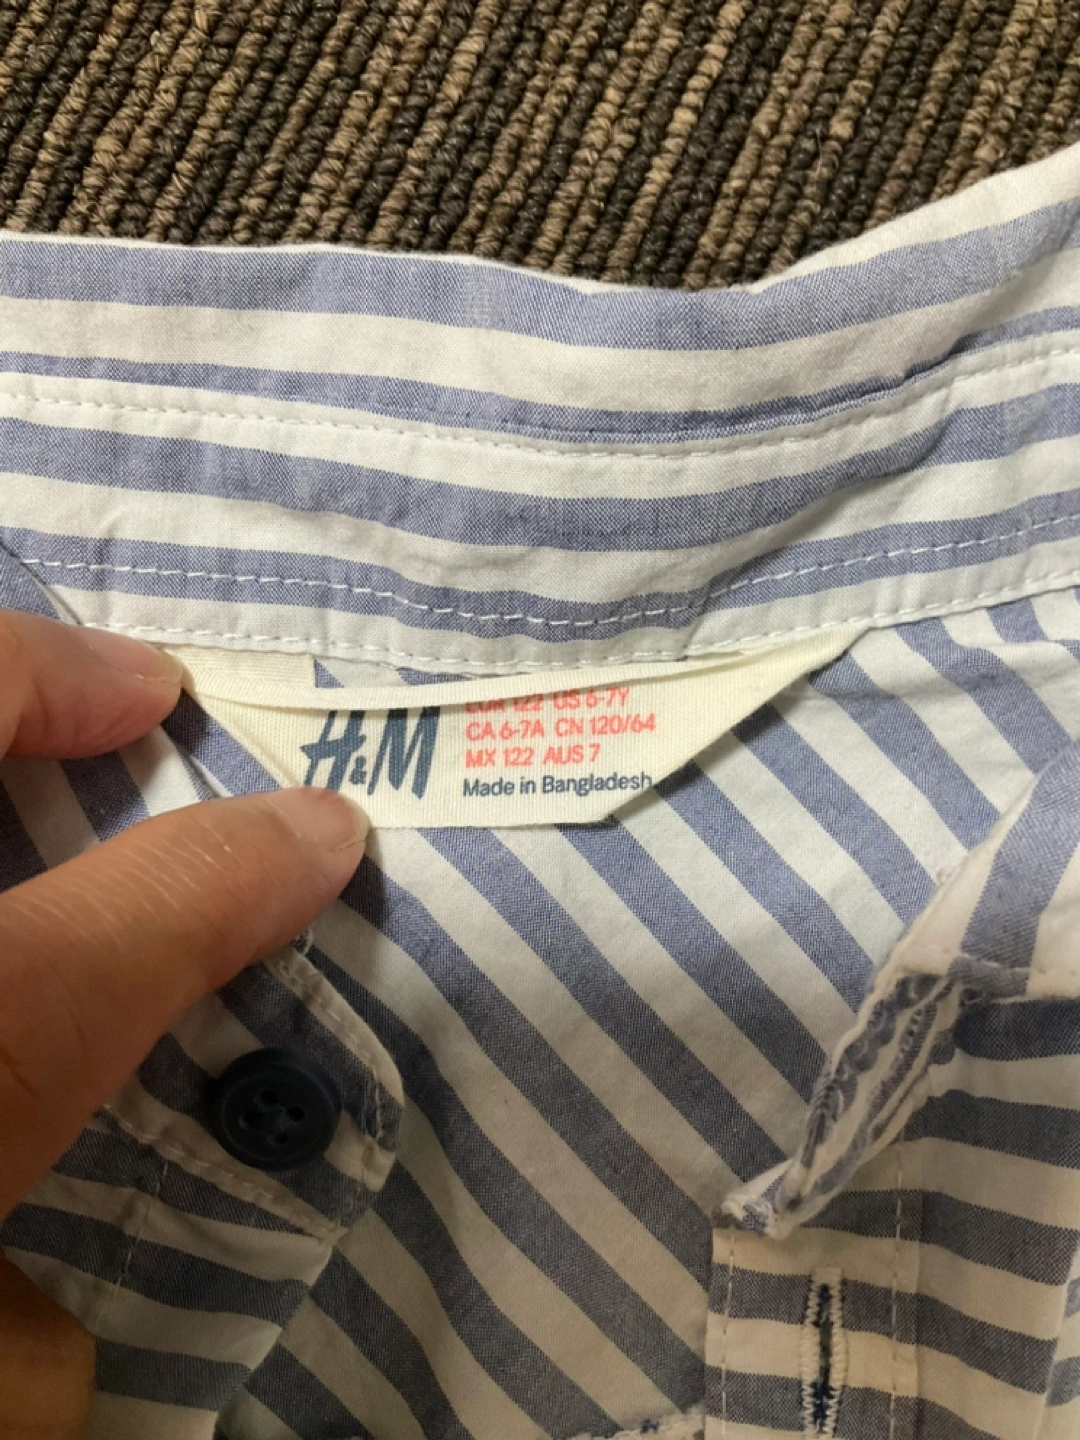 H&M
EUR 122 US 6-7Y
CA 6-7A CN 120/64
MX 122 AUS 7
Made in Bangladesh